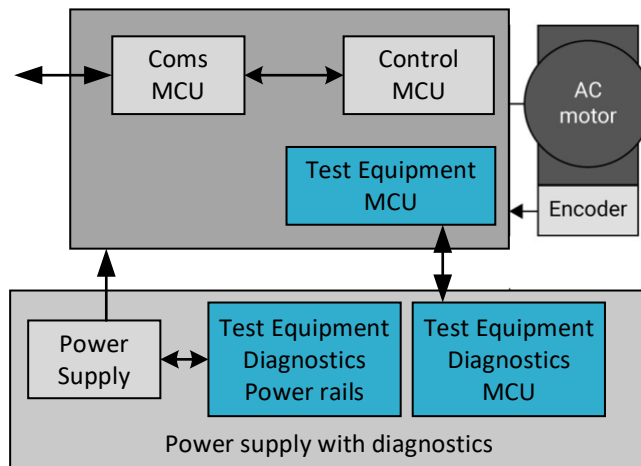 Coms
MCU
Control
MCU
AC
motor
Test Equipment
MCU
Encoder
Power
Supply
Test Equipment
Diagnostics
Power rails
Test Equipment
Diagnostics
MCU
Power supply with diagnostics